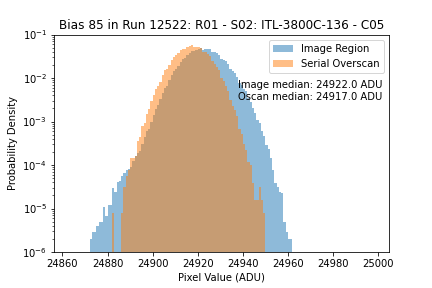 Bias 85 in Run 12522: R01 - S02: ITL-3800C-136 - C05
Image Region
Serial Overscan
Image median: 24922.0 ADU
Oscan median: 24917.0 ADU
Probability Density
10⁻¹
10⁻²
10⁻³
10⁻⁴
10⁻⁵
10⁻⁶
24860 24880 24900 24920 24940 24960 24980 25000
Pixel Value (ADU)